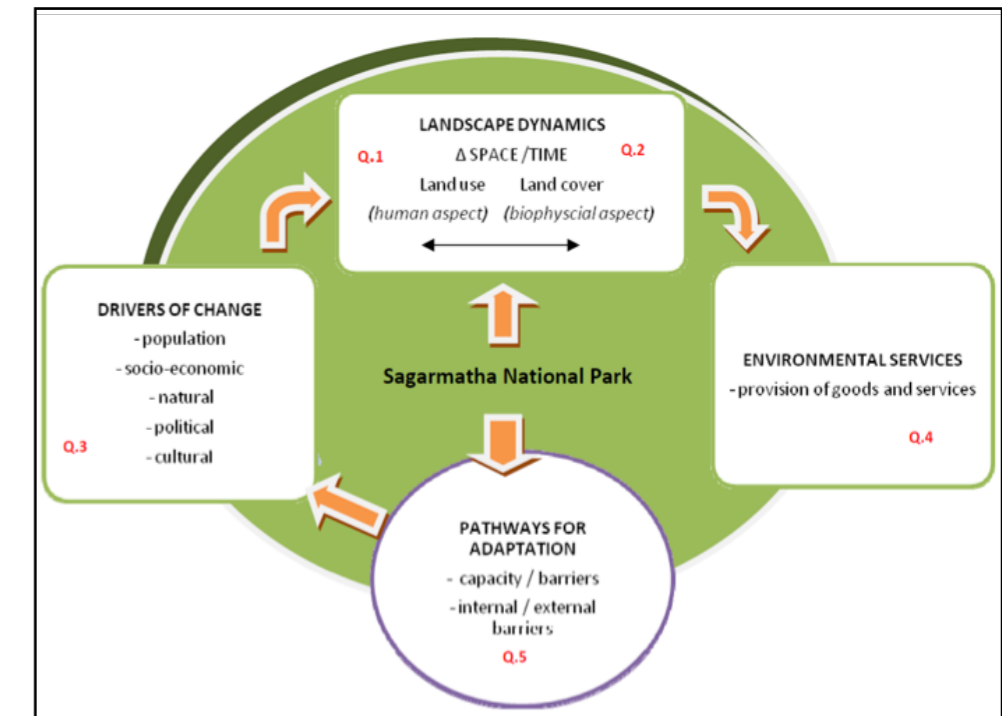 LANDSCAPE DYNAMICS
Q.1 Δ SPACE /TIME Q.2
Land use Land cover
(human aspect) (biophyscial aspect)
DRIVERS OF CHANGE
- population
- socio-economic
- natural
- political
Q.3
- cultural
Sagarmatha National Park
ENVIRONMENTAL SERVICES
- provision of goods and services
Q.4
PATHWAYS FOR
ADAPTATION
- capacity / barriers
- internal / external
barriers
Q.5